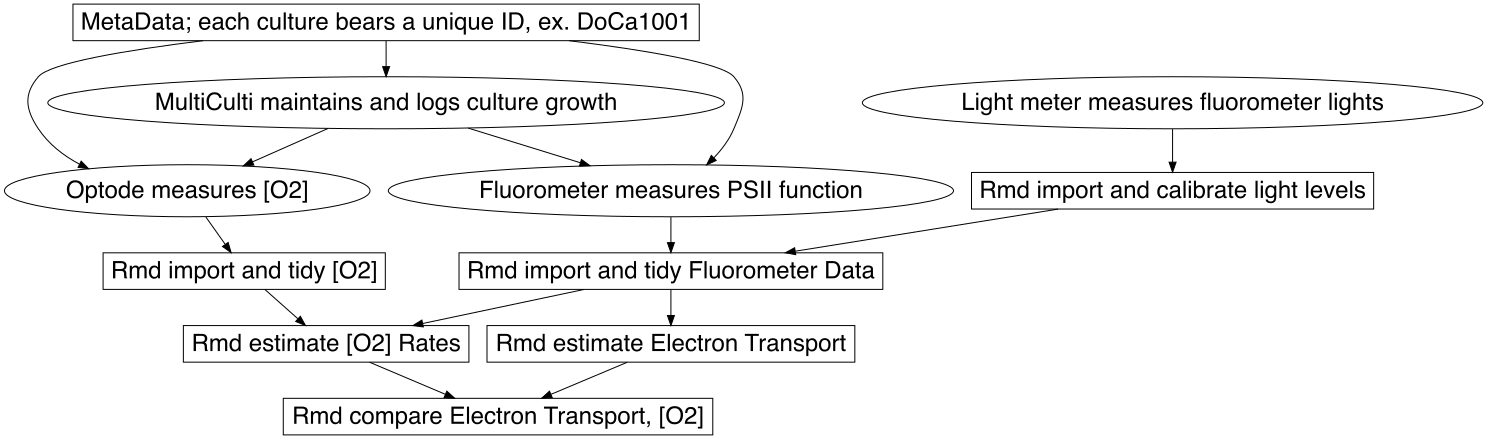 MetaData; each culture bears a unique ID, ex. DoCa1001
MultiCulti maintains and logs culture growth
Light meter measures fluorometer lights
Optode measures [O2]
Fluorometer measures PSII function
Rmd import and calibrate light levels
Rmd import and tidy [O2]
Rmd import and tidy Fluorometer Data
Rmd estimate [O2] Rates
Rmd estimate Electron Transport
Rmd compare Electron Transport, [O2]